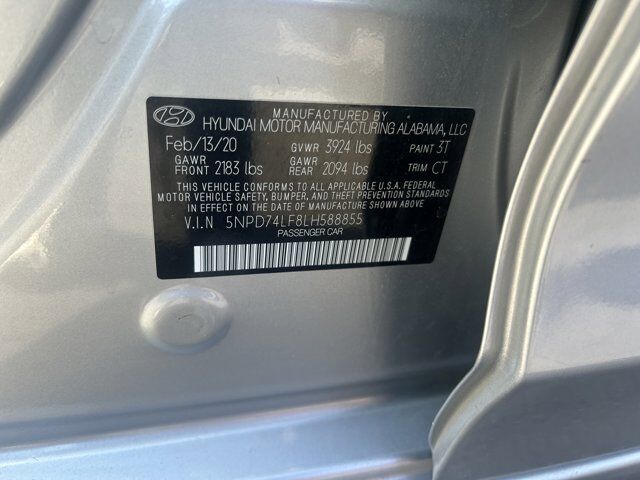 MANUFACTURED BY
HYUNDAI MOTOR MANUFACTURING ALABAMA, LLC
Feb/13/20 GVWR 3924 lbs PAINT 3T
GAWR FRONT 2183 lbs GAWR REAR 2094 lbs TRIM CT
THIS VEHICLE CONFORMS TO ALL APPLICABLE U.S.A. FEDERAL
MOTOR VEHICLE SAFETY, BUMPER, AND THEFT PREVENTION STANDARDS
IN EFFECT ON THE DATE OF MANUFACTURE SHOWN ABOVE
V.I.N 5NPD74LF8LH588855
PASSENGER CAR